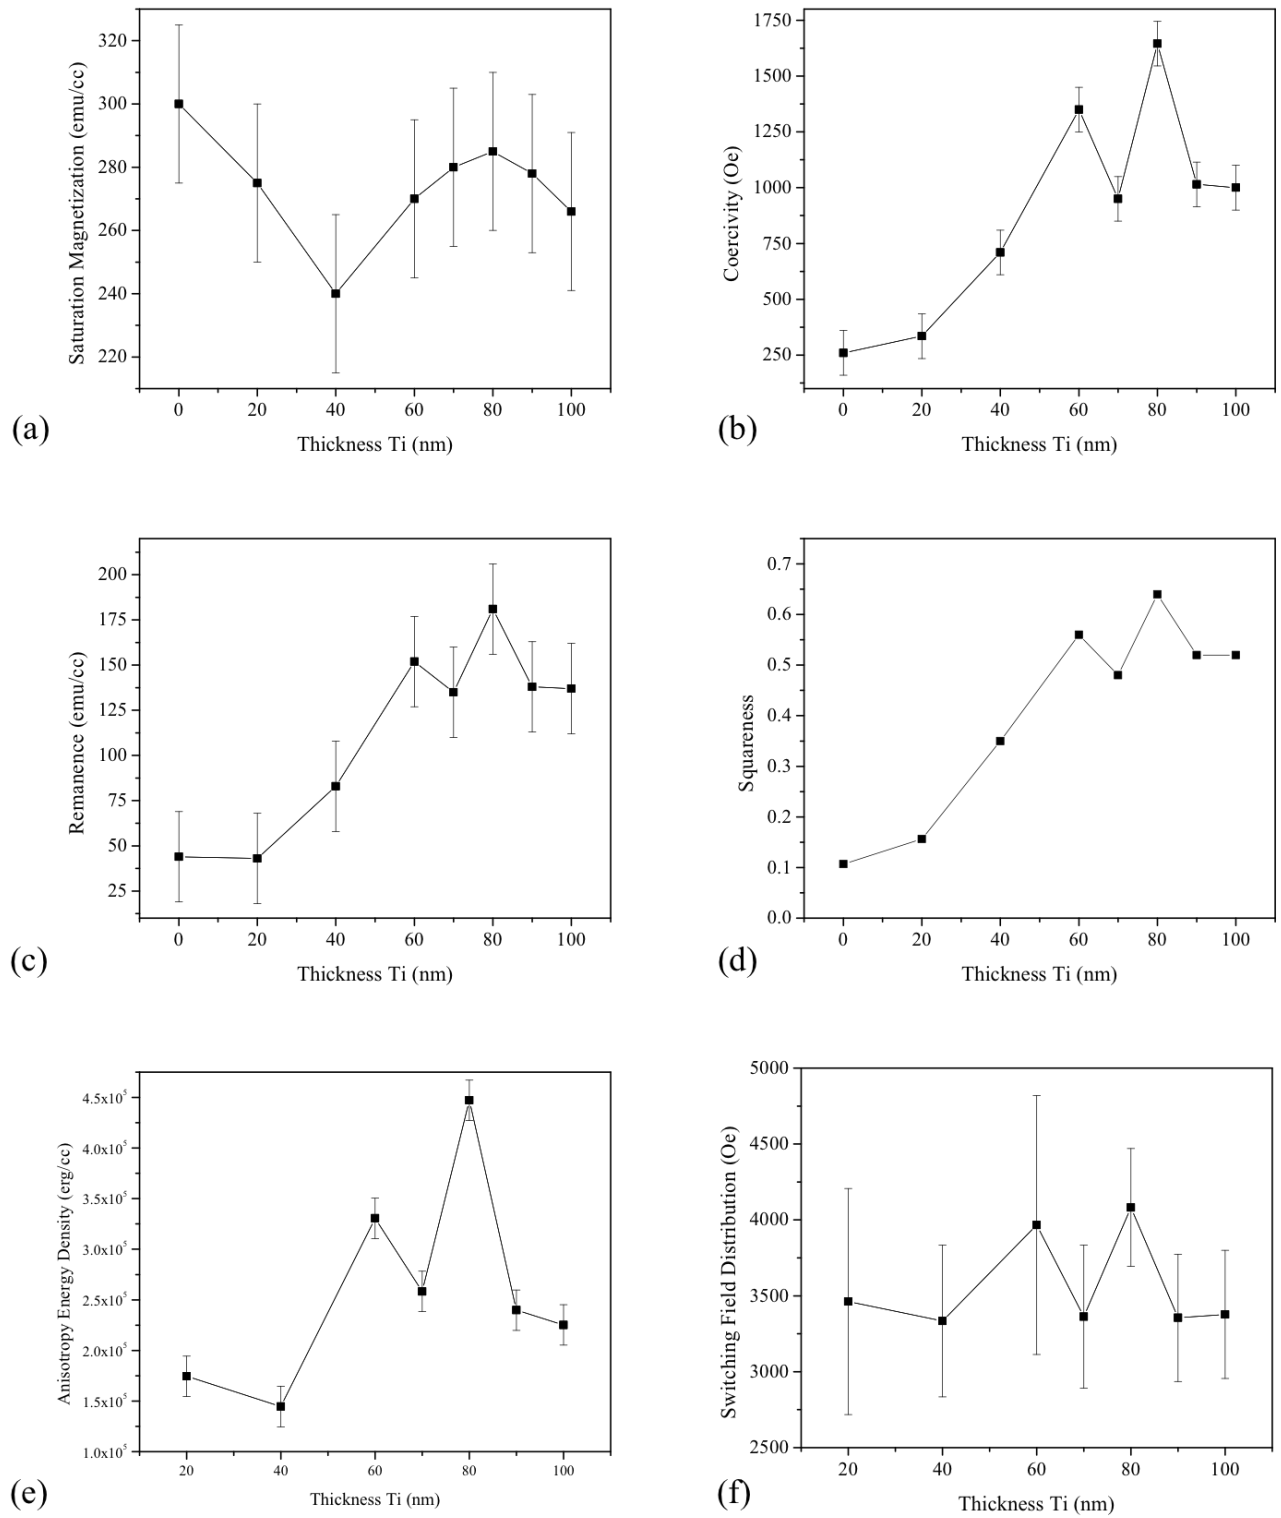 Saturation Magnetization (emu/cc)
320
300
280
260
240
220
0 20 40 60 80 100
Thickness Ti (nm)
(a)
Coercivity (Oe)
1750
1500
1250
1000
750
500
250
0 20 40 60 80 100
Thickness Ti (nm)
(b)
Remanence (emu/cc)
200
175
150
125
100
75
50
25
0 20 40 60 80 100
Thickness Ti (nm)
(c)
Squareness
0.7
0.6
0.5
0.4
0.3
0.2
0.1
0.0
0 20 40 60 80 100
Thickness Ti (nm)
(d)
Anisotropy Energy Density (erg/cc)
4.5x10⁵
4.0x10⁵
3.5x10⁵
3.0x10⁵
2.5x10⁵
2.0x10⁵
1.5x10⁵
1.0x10⁵
20 40 60 80 100
Thickness Ti (nm)
(e)
Switching Field Distribution (Oe)
5000
4500
4000
3500
3000
2500
20 40 60 80 100
Thickness Ti (nm)
(f)